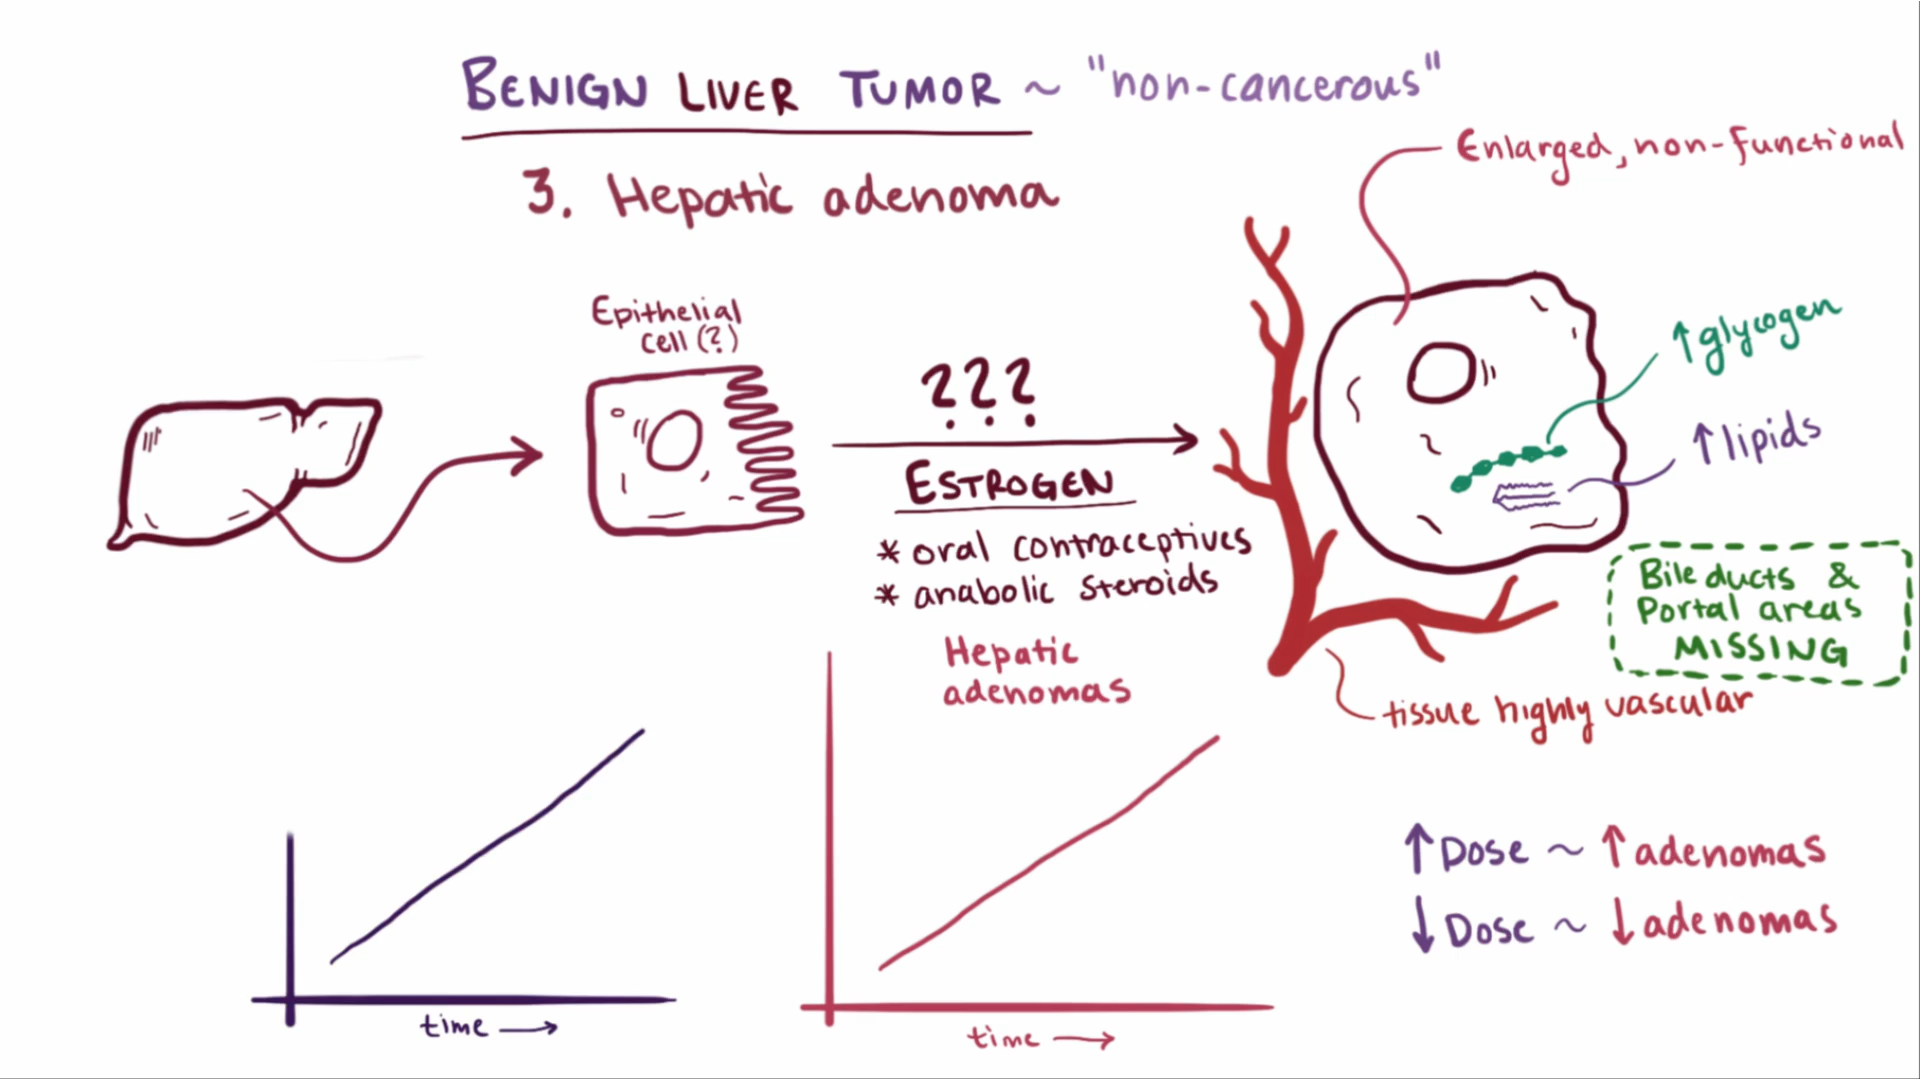 BENIGN LIVER TUMOR ~ "non-cancerous"
3. Hepatic adenoma
Enlarged, non-functional
Epithelial
cell (?)
???
ESTROGEN
* oral contraceptives
* anabolic steroids
↑ glycogen
↑ lipids
Bile ducts &
Portal areas
MISSING
tissue highly vascular
Hepatic
adenomas
time →
time →
↑ Dose ~ ↑ adenomas
↓ Dose ~ ↓ adenomas